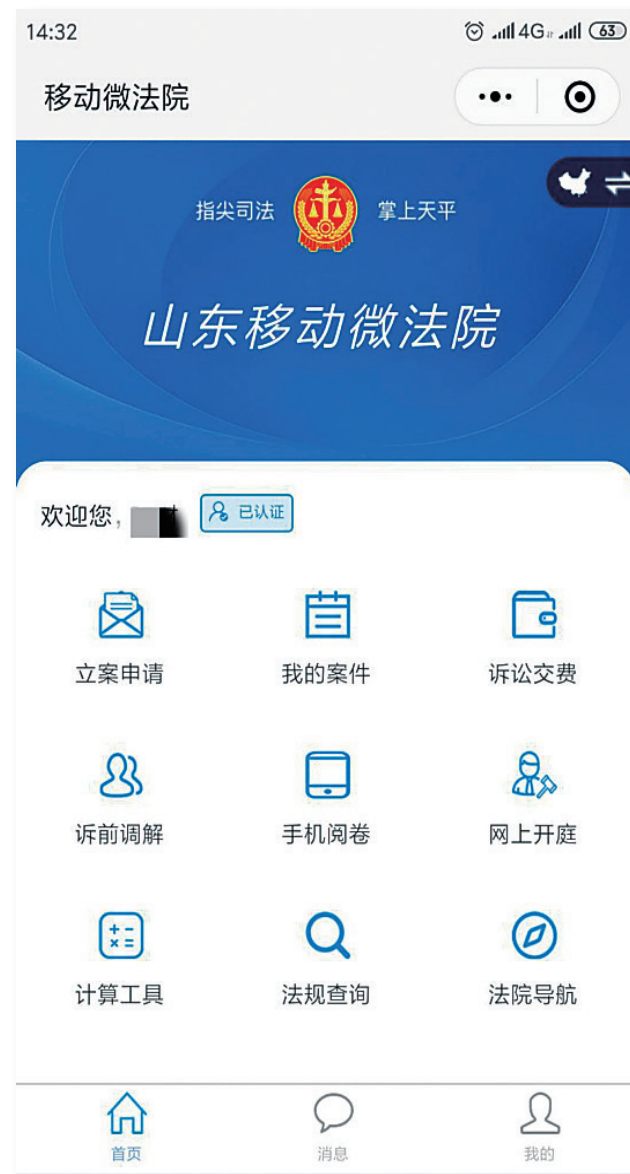 14:32 4G 63
移动微法院
指尖司法 掌上天平
山东移动微法院
欢迎您, 已认证
立案申请 我的案件 诉讼交费
诉前调解 手机阅卷 网上开庭
计算工具 法规查询 法院导航
首页 消息 我的